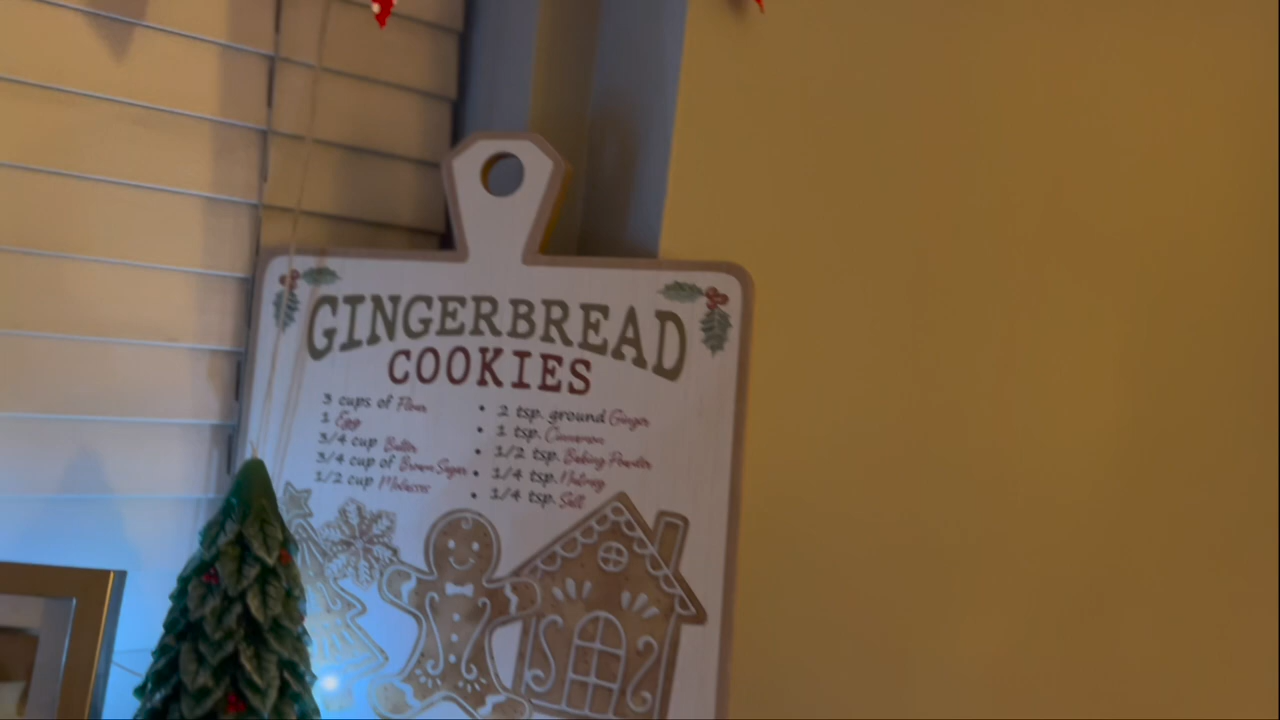 GINGERBREAD
COOKIES
3 cups of Flour
1 Egg
3/4 cup Butter
3/4 cup of Brown Sugar
1/2 cup Molasses
• 2 tsp. ground Ginger
• 1 tsp. Cinnamon
• 1/2 tsp. Baking Powder
• 1/4 tsp. Nutmeg
• 1/4 tsp. Salt